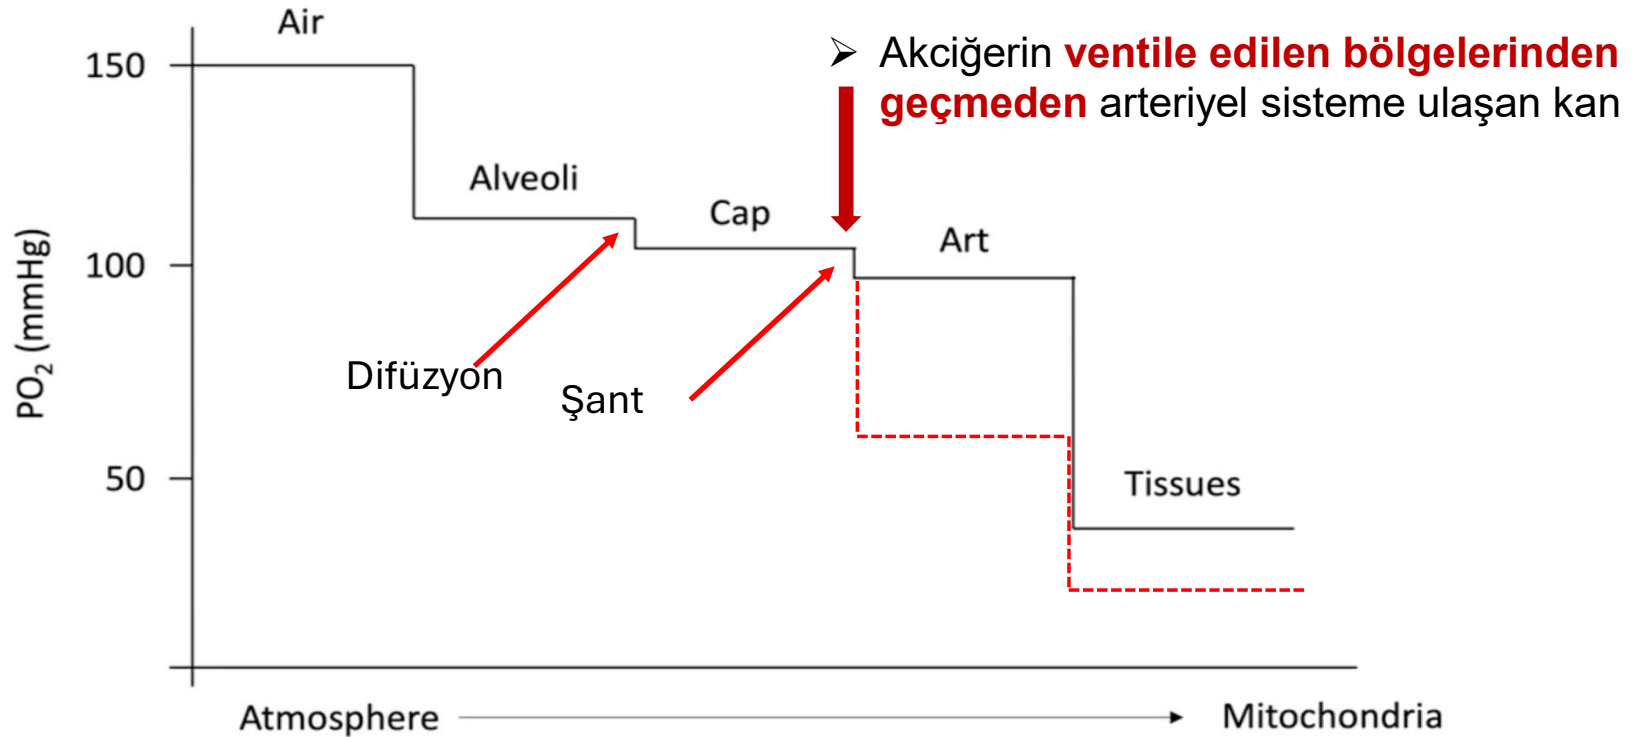 Air
➢ Akciğerin ventile edilen bölgelerinden
geçmeden arteriyel sisteme ulaşan kan
150
Alveoli
Cap
Art
100
PO₂ (mmHg)
Difüzyon
Şant
50
Tissues
Atmosphere
Mitochondria